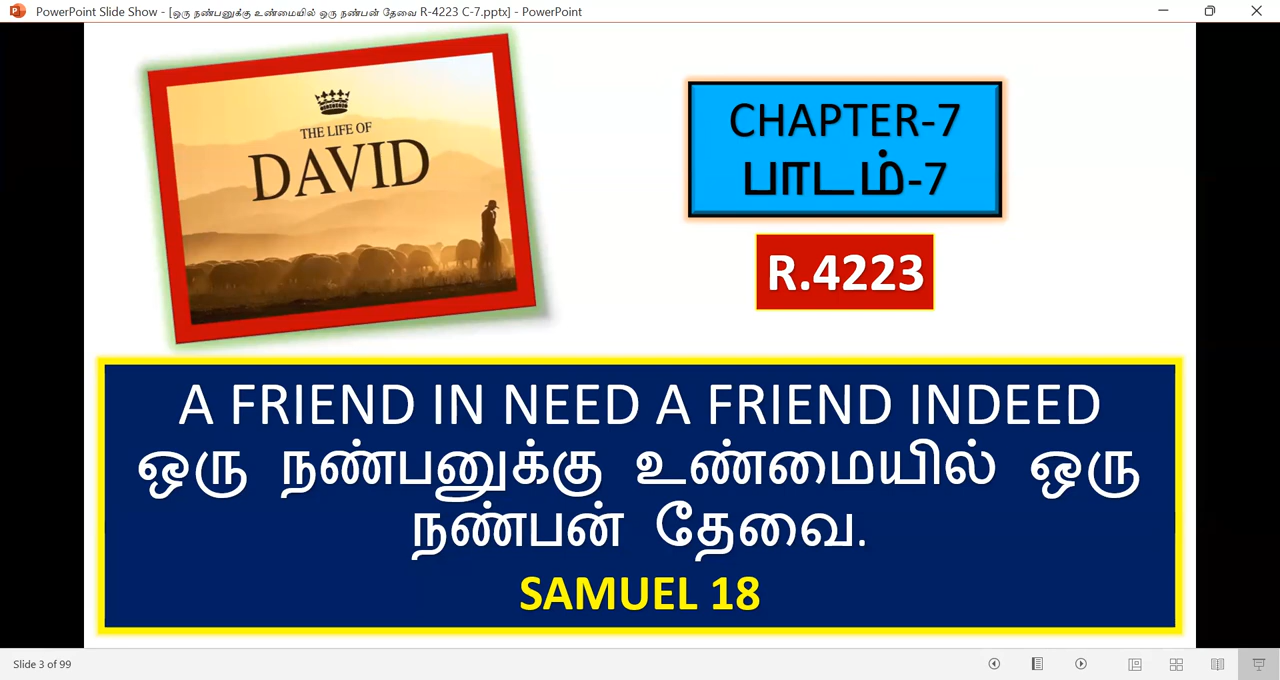 PowerPoint Slide Show - [ஒரு நண்பனுக்கு உண்மையில் ஒரு நண்பன் தேவை R-4223 C-7.pptx] - PowerPoint
THE LIFE OF
DAVID
CHAPTER-7
பாடம்-7
R.4223
A FRIEND IN NEED A FRIEND INDEED
ஒரு நண்பனுக்கு உண்மையில் ஒரு
நண்பன் தேவை.
SAMUEL 18
Slide 3 of 99